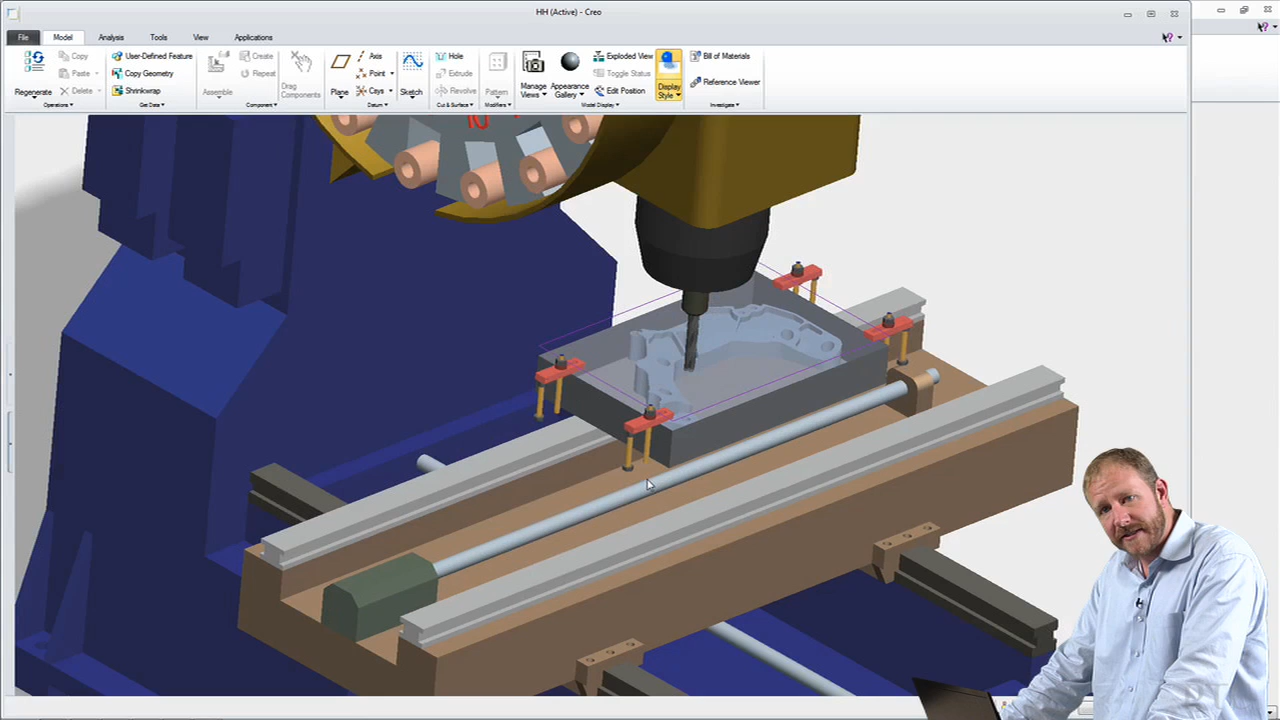 HH (Active) - Creo
File Model Analysis Tools View Applications
Regenerate
Copy
Paste
Delete
Operations
User-Defined Feature
Copy Geometry
Shrinkwrap
Get Data
Assemble
Create
Repeat
Component
Drag Components
Plane
Axis
Point
Csys
Datum
Sketch
Hole
Extrude
Revolve
Cut & Surface
Pattern
Modifiers
Manage Views
Appearance Gallery
Exploded View
Toggle Status
Edit Position
Model Display
Display Style
Bill of Materials
Reference Viewer
Investigate